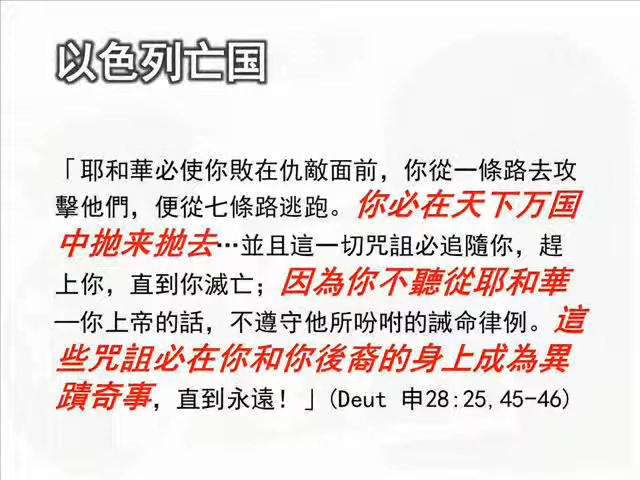 以色列亡国
「耶和華必使你敗在仇敵面前，你從一條路去攻
擊他們，便從七條路逃跑。你必在天下万国
中抛来抛去…並且這一切咒詛必追隨你，趕
上你，直到你滅亡；因為你不聽從耶和華
—你上帝的話，不遵守他所吩咐的誡命律例。這
些咒詛必在你和你後裔的身上成為異
蹟奇事，直到永遠！」(Deut 申28:25,45-46)